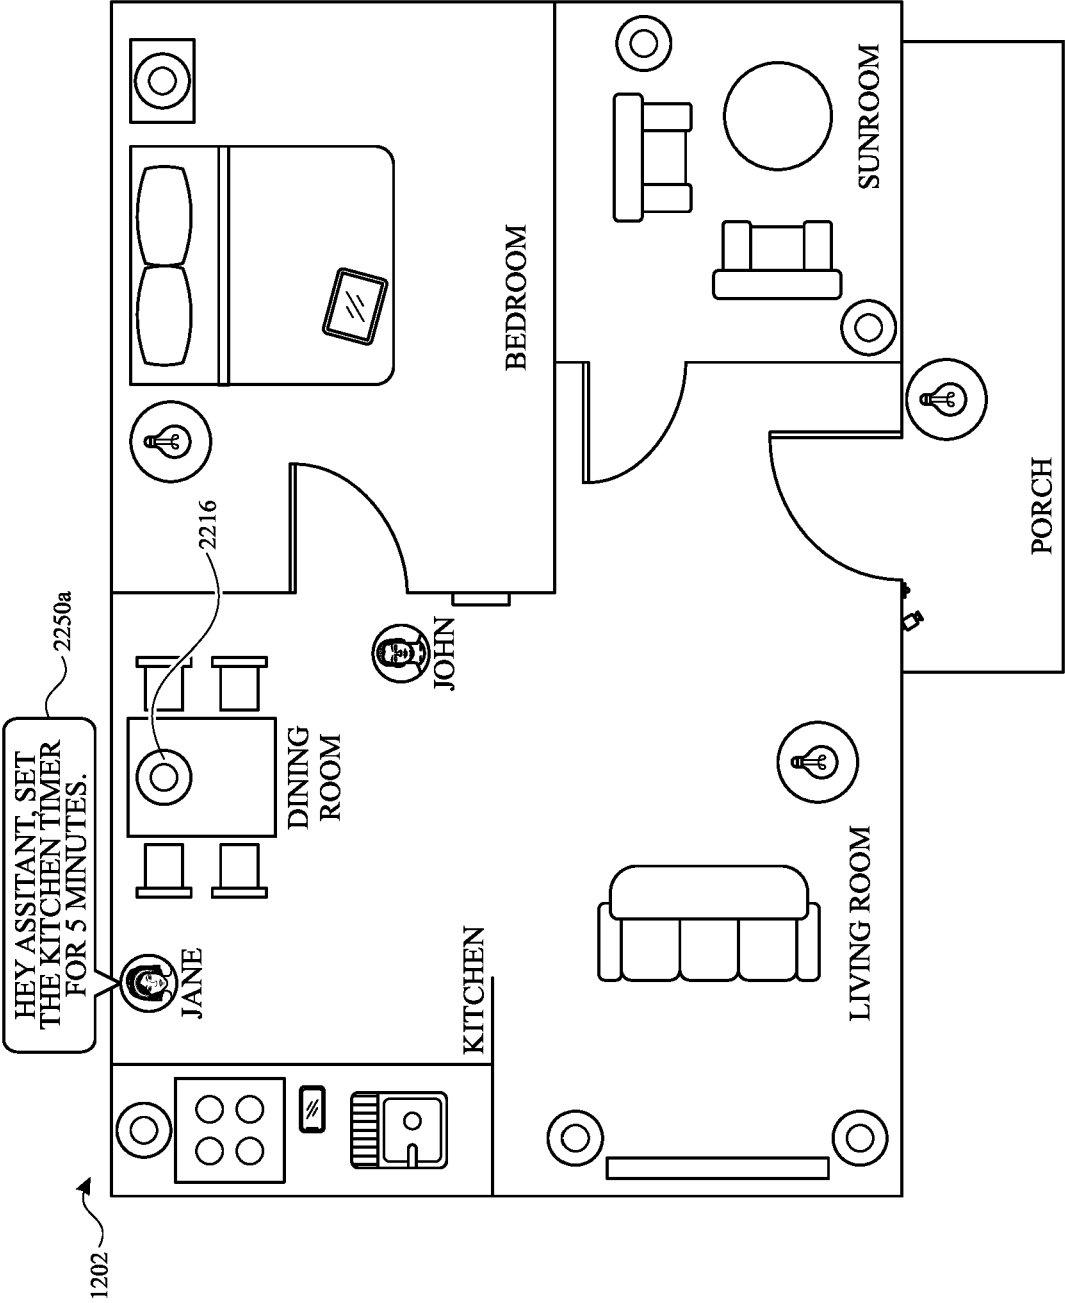 HEY ASSITANT, SET
THE KITCHEN TIMER
FOR 5 MINUTES.
2250a
2216
1202
JANE
JOHN
DINING
ROOM
KITCHEN
BEDROOM
LIVING ROOM
SUNROOM
PORCH